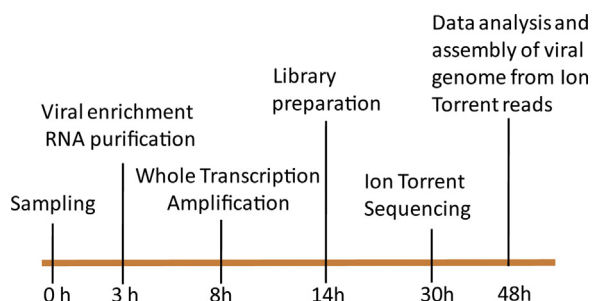 Data analysis and
assembly of viral
genome from Ion
Torrent reads
Library
preparation
Viral enrichment
RNA purification
Whole Transcription
Amplification
Ion Torrent
Sequencing
Sampling
0 h
3 h
8h
14h
30h
48h